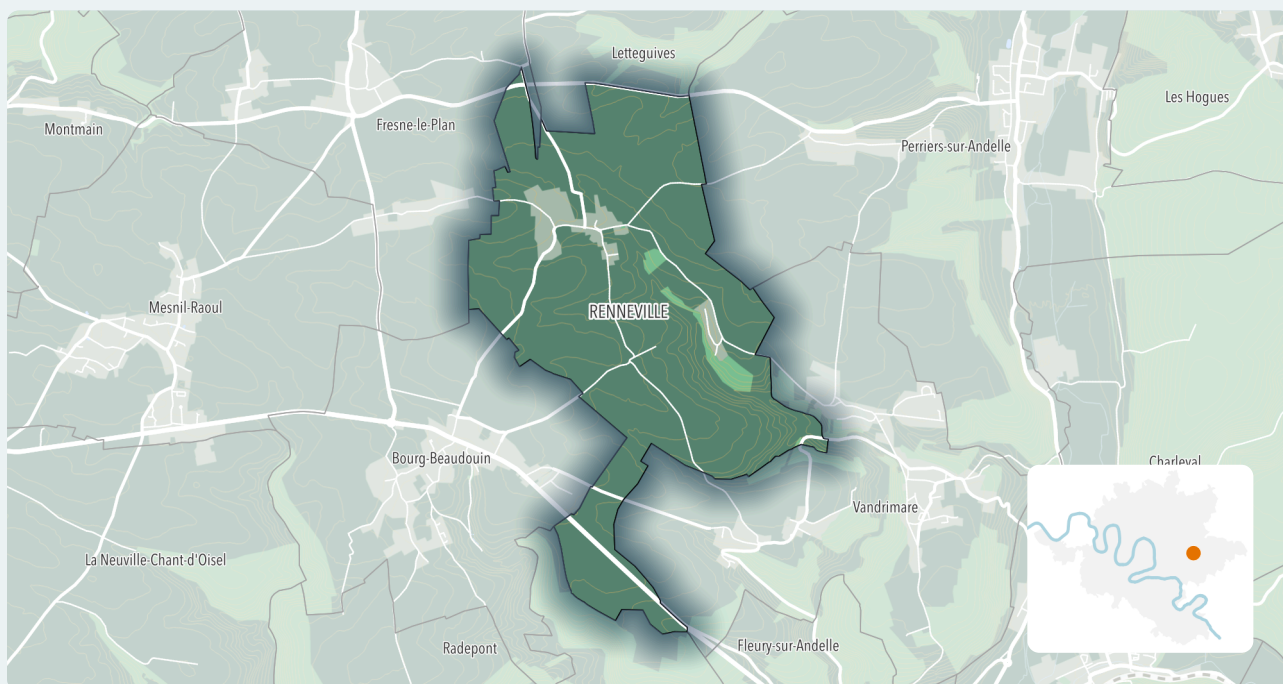 Letteguives
Les Hogues
Montmain
Fresne-le-Plan
Perriers-sur-Andelle
Mesnil-Raoul
RENNEVILLE
Bourg-Beaudouin
Charleval
Vandrimare
La Neuville-Chant-d'Oisel
Radepont
Fleury-sur-Andelle